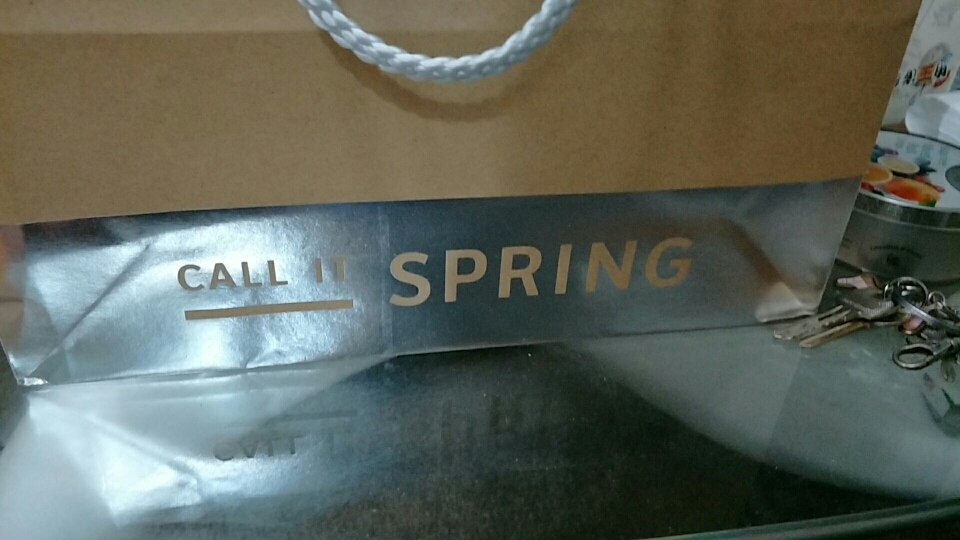 CALL IT SPRING